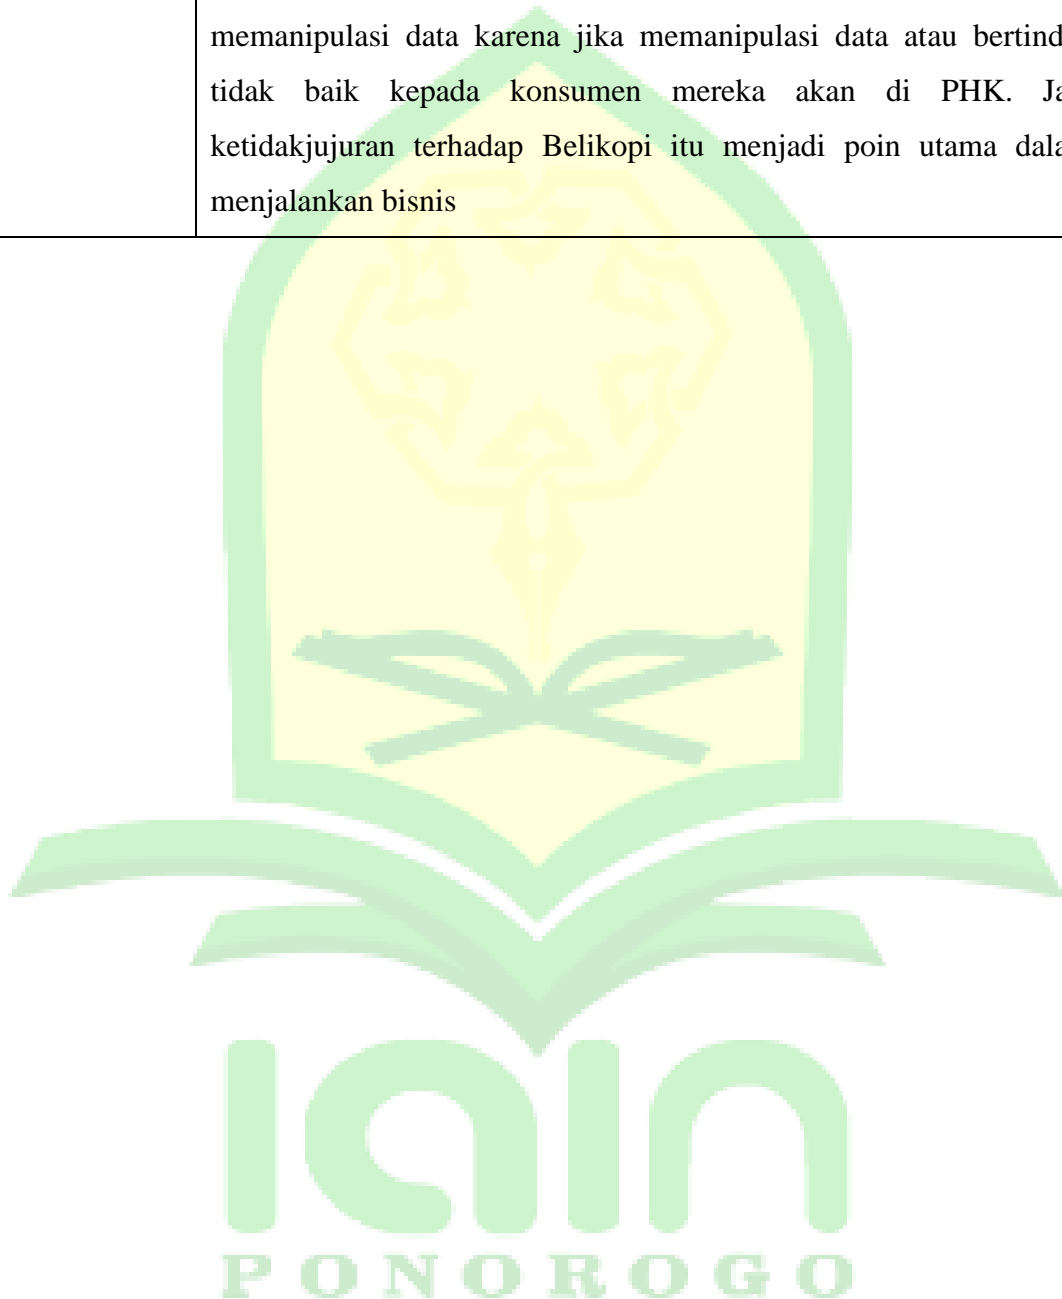 memanipulasi data karena jika memanipulasi data atau bertind
tidak baik kepada konsumen mereka akan di PHK. Ja
ketidakjujuran terhadap Belikopi itu menjadi poin utama dala
menjalankan bisnis
iain
PONOROGO